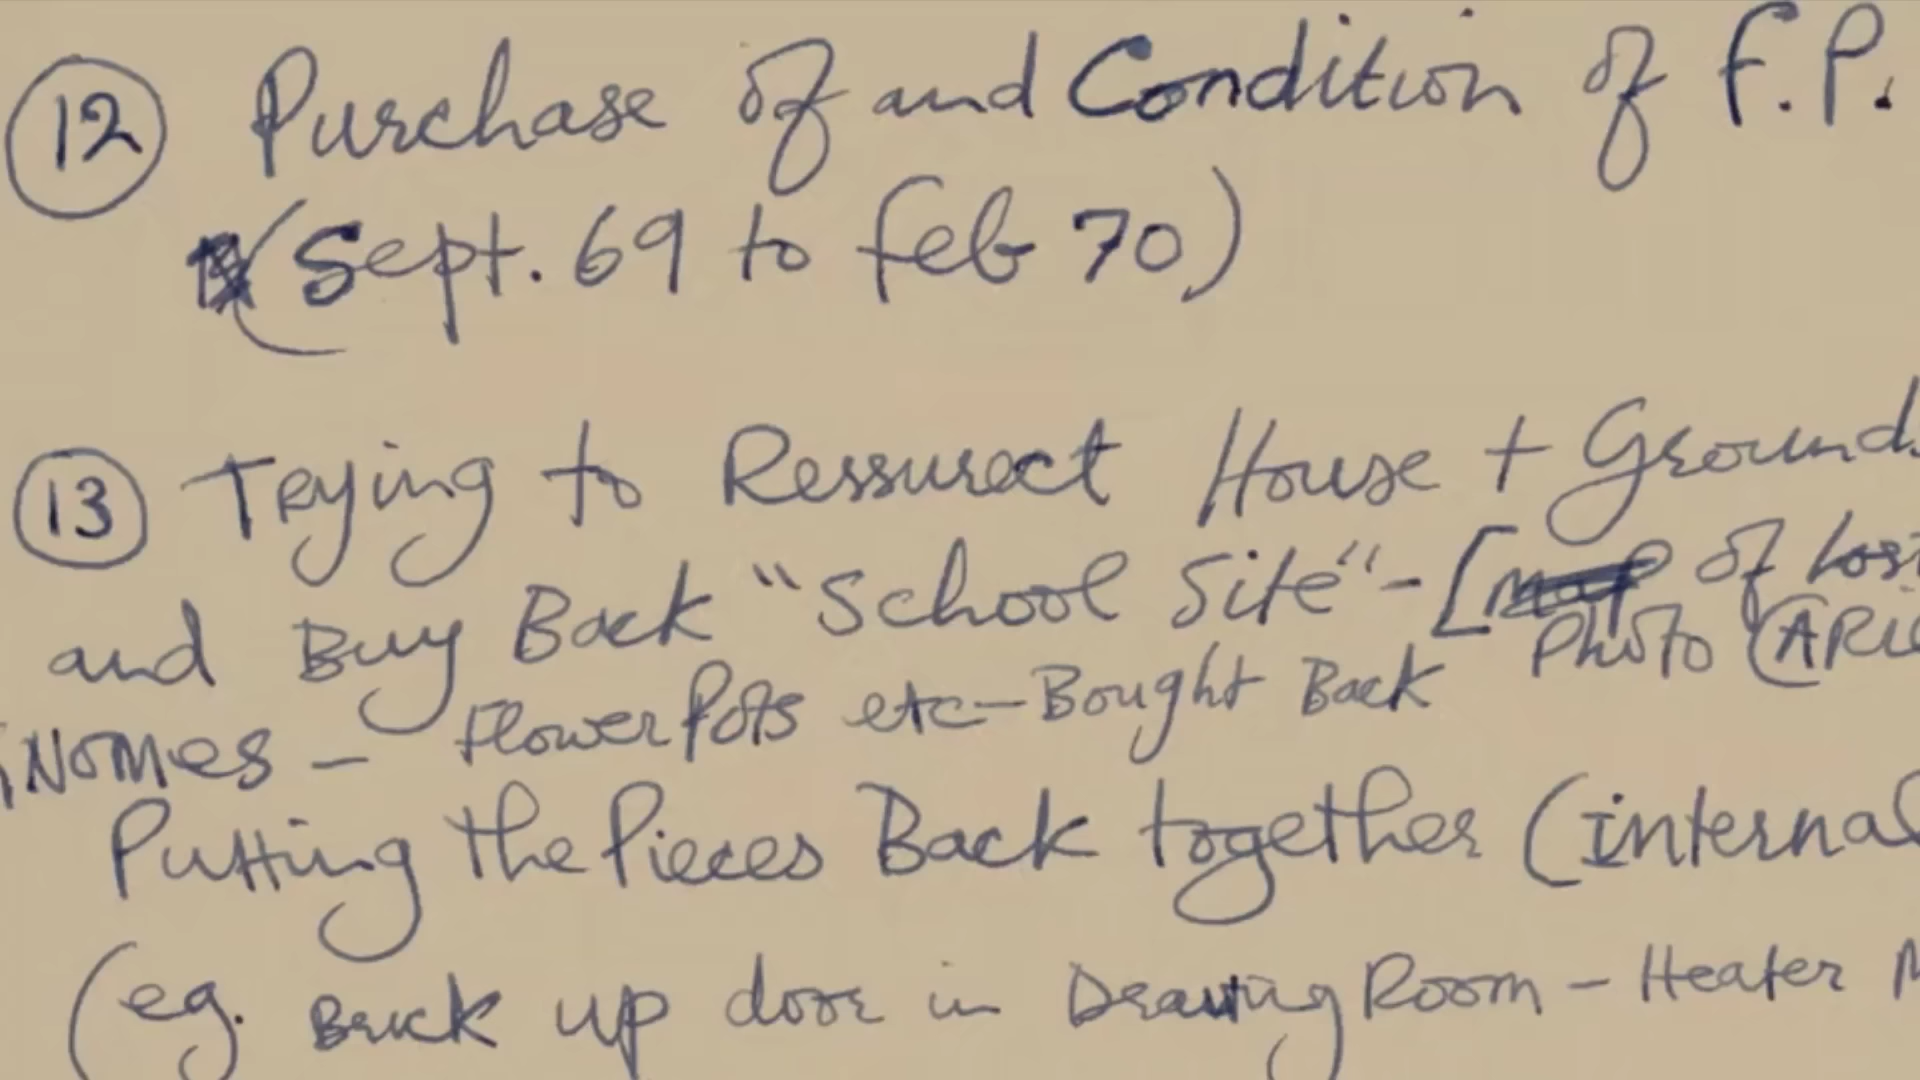 12 Purchase of and Condition of F.P.
(Sept. 69 to Feb 70)
13 Trying to Ressurect House + Ground
and Buy Back "School Site" - [ of Lost
Photo
Nomes - Flower Pots etc - Bought Back
Putting the Pieces Back together (internal
(eg. Brick up door in Drawing Room - Heater M